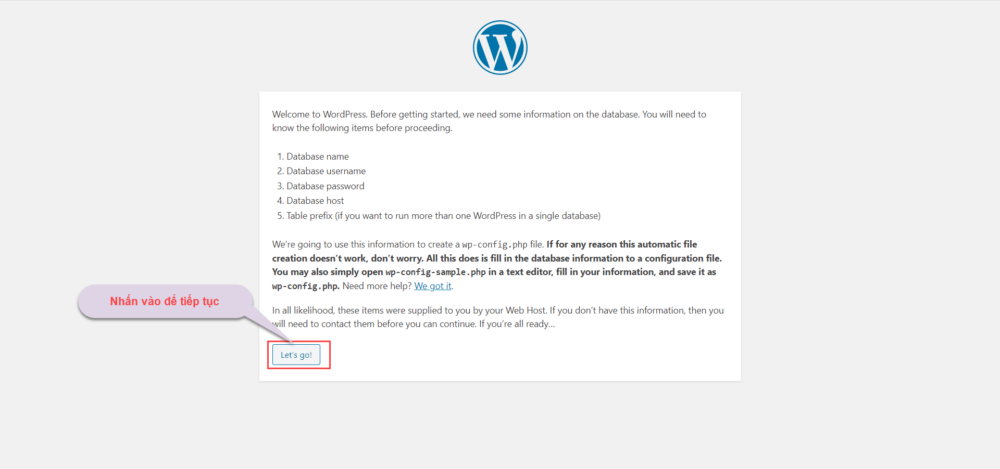 Welcome to WordPress. Before getting started, we need some information on the database. You will need to
know the following items before proceeding.
1. Database name
2. Database username
3. Database password
4. Database host
5. Table prefix (if you want to run more than one WordPress in a single database)
We’re going to use this information to create a wp-config.php file. If for any reason this automatic file
creation doesn’t work, don’t worry. All this does is fill in the database information to a configuration file.
You may also simply open wp-config-sample.php in a text editor, fill in your information, and save it as
wp-config.php. Need more help? We got it.
Nhấn vào để tiếp tục
In all likelihood, these items were supplied to you by your Web Host. If you don’t have this information, then you
will need to contact them before you can continue. If you’re all ready…
Let’s go!